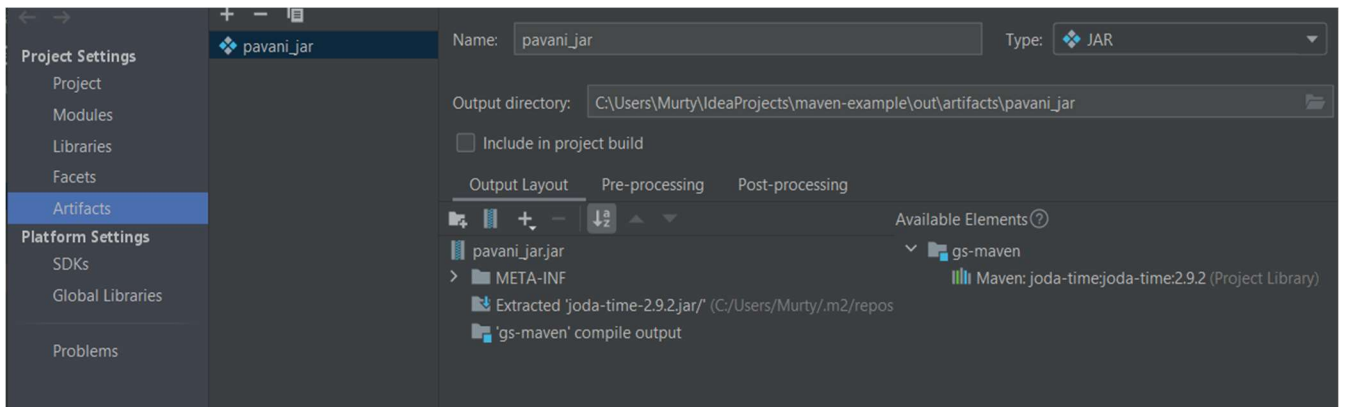 Project Settings
Project
Modules
Libraries
Facets
Artifacts
Platform Settings
SDKs
Global Libraries
Problems
pavani_jar
Name: pavani_jar Type: JAR
Output directory: C:\Users\Murty\IdeaProjects\maven-example\out\artifacts\pavani_jar
Include in project build
Output Layout Pre-processing Post-processing
Available Elements
pavani_jar.jar
META-INF
Extracted 'joda-time-2.9.2.jar/' (C:/Users/Murty/.m2/repos
'gs-maven' compile output
gs-maven
Maven: joda-time:joda-time:2.9.2 (Project Library)